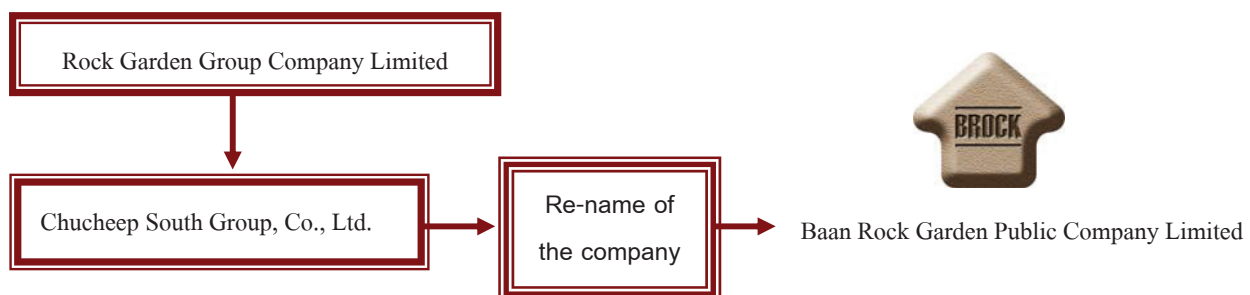 Rock Garden Group Company Limited
BROCK
Chucheep South Group, Co., Ltd.
Re-name of
the company
Baan Rock Garden Public Company Limited